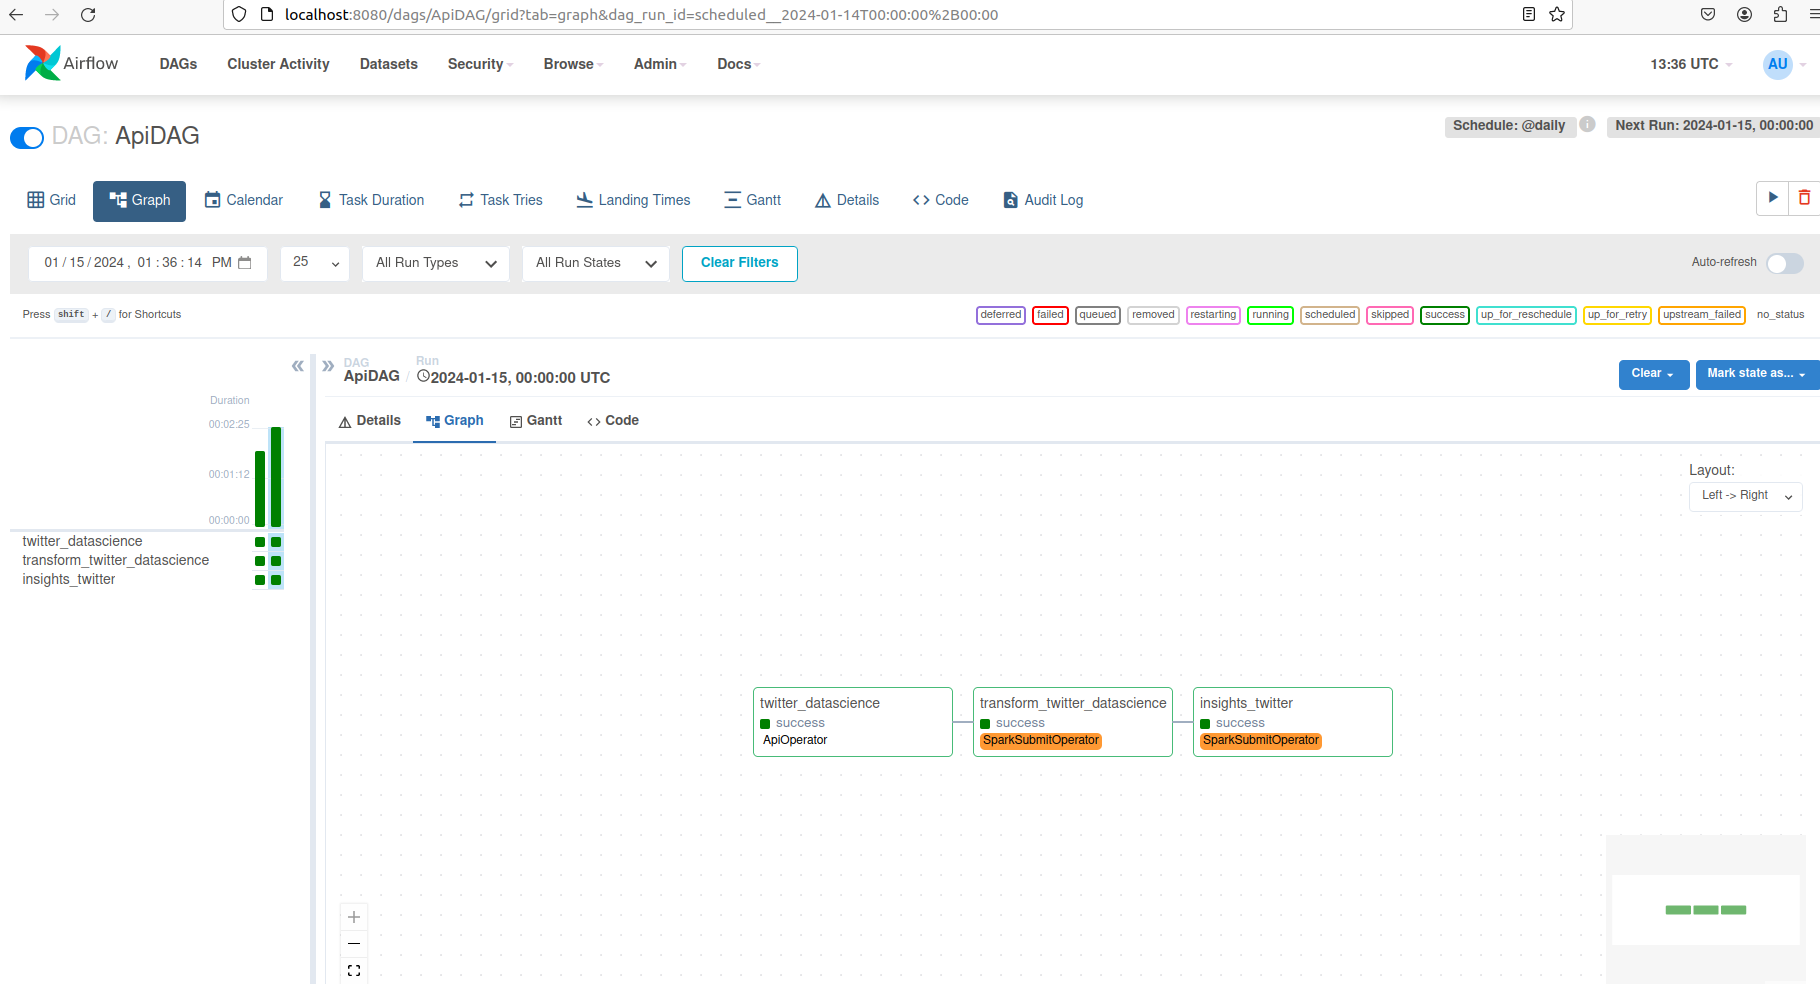 localhost:8080/dags/ApiDAG/grid?tab=graph&dag_run_id=scheduled__2024-01-14T00:00:00%2B00:00
Airflow DAGs Cluster Activity Datasets Security Browse Admin Docs 13:36 UTC AU
DAG: ApiDAG Schedule: @daily i Next Run: 2024-01-15, 00:00:00
Grid Graph Calendar Task Duration Task Tries Landing Times Gantt Details Code Audit Log
01/15/2024, 01:36:14 PM 25 All Run Types All Run States Clear Filters Auto-refresh
Press shift + / for Shortcuts deferred failed queued removed restarting running scheduled skipped success up_for_reschedule up_for_retry upstream_failed no_status
DAG Run
ApiDAG / 2024-01-15, 00:00:00 UTC Clear Mark state as...
Details Graph Gantt Code
Duration
00:02:25
00:01:12
00:00:00
twitter_datascience
transform_twitter_datascience
insights_twitter
Layout:
Left -> Right
twitter_datascience
success
ApiOperator
transform_twitter_datascience
success
SparkSubmitOperator
insights_twitter
success
SparkSubmitOperator